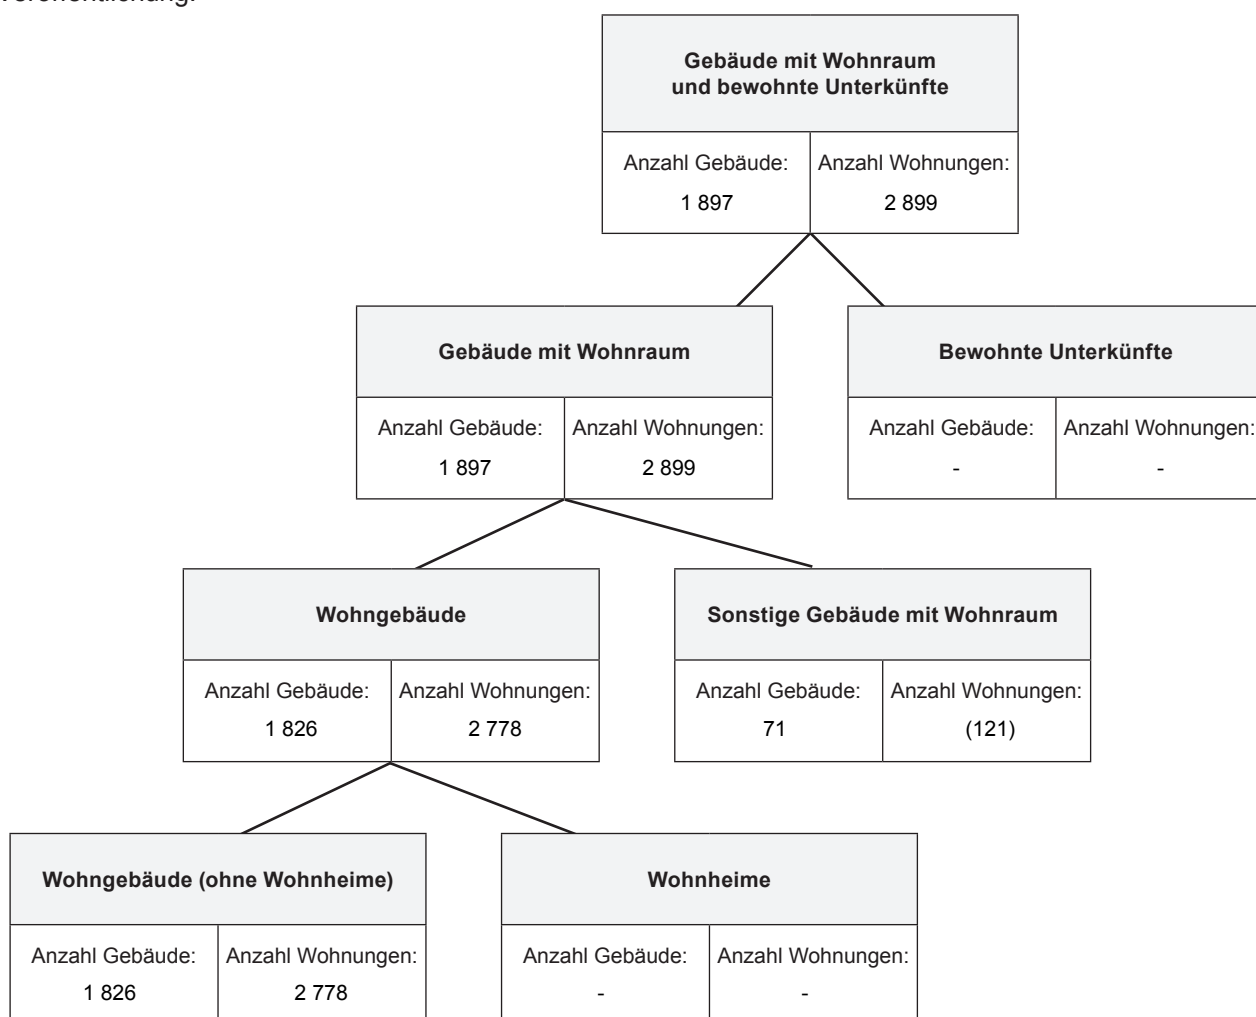 Veröffentlichung.
Gebäude mit Wohnraum
und bewohnte Unterkünfte
Anzahl Gebäude:
1 897
Anzahl Wohnungen:
2 899
Gebäude mit Wohnraum
Anzahl Gebäude:
1 897
Anzahl Wohnungen:
2 899
Bewohnte Unterkünfte
Anzahl Gebäude:
-
Anzahl Wohnungen:
-
Wohngebäude
Anzahl Gebäude:
1 826
Anzahl Wohnungen:
2 778
Sonstige Gebäude mit Wohnraum
Anzahl Gebäude:
71
Anzahl Wohnungen:
(121)
Wohngebäude (ohne Wohnheime)
Anzahl Gebäude:
1 826
Anzahl Wohnungen:
2 778
Wohnheime
Anzahl Gebäude:
-
Anzahl Wohnungen:
-